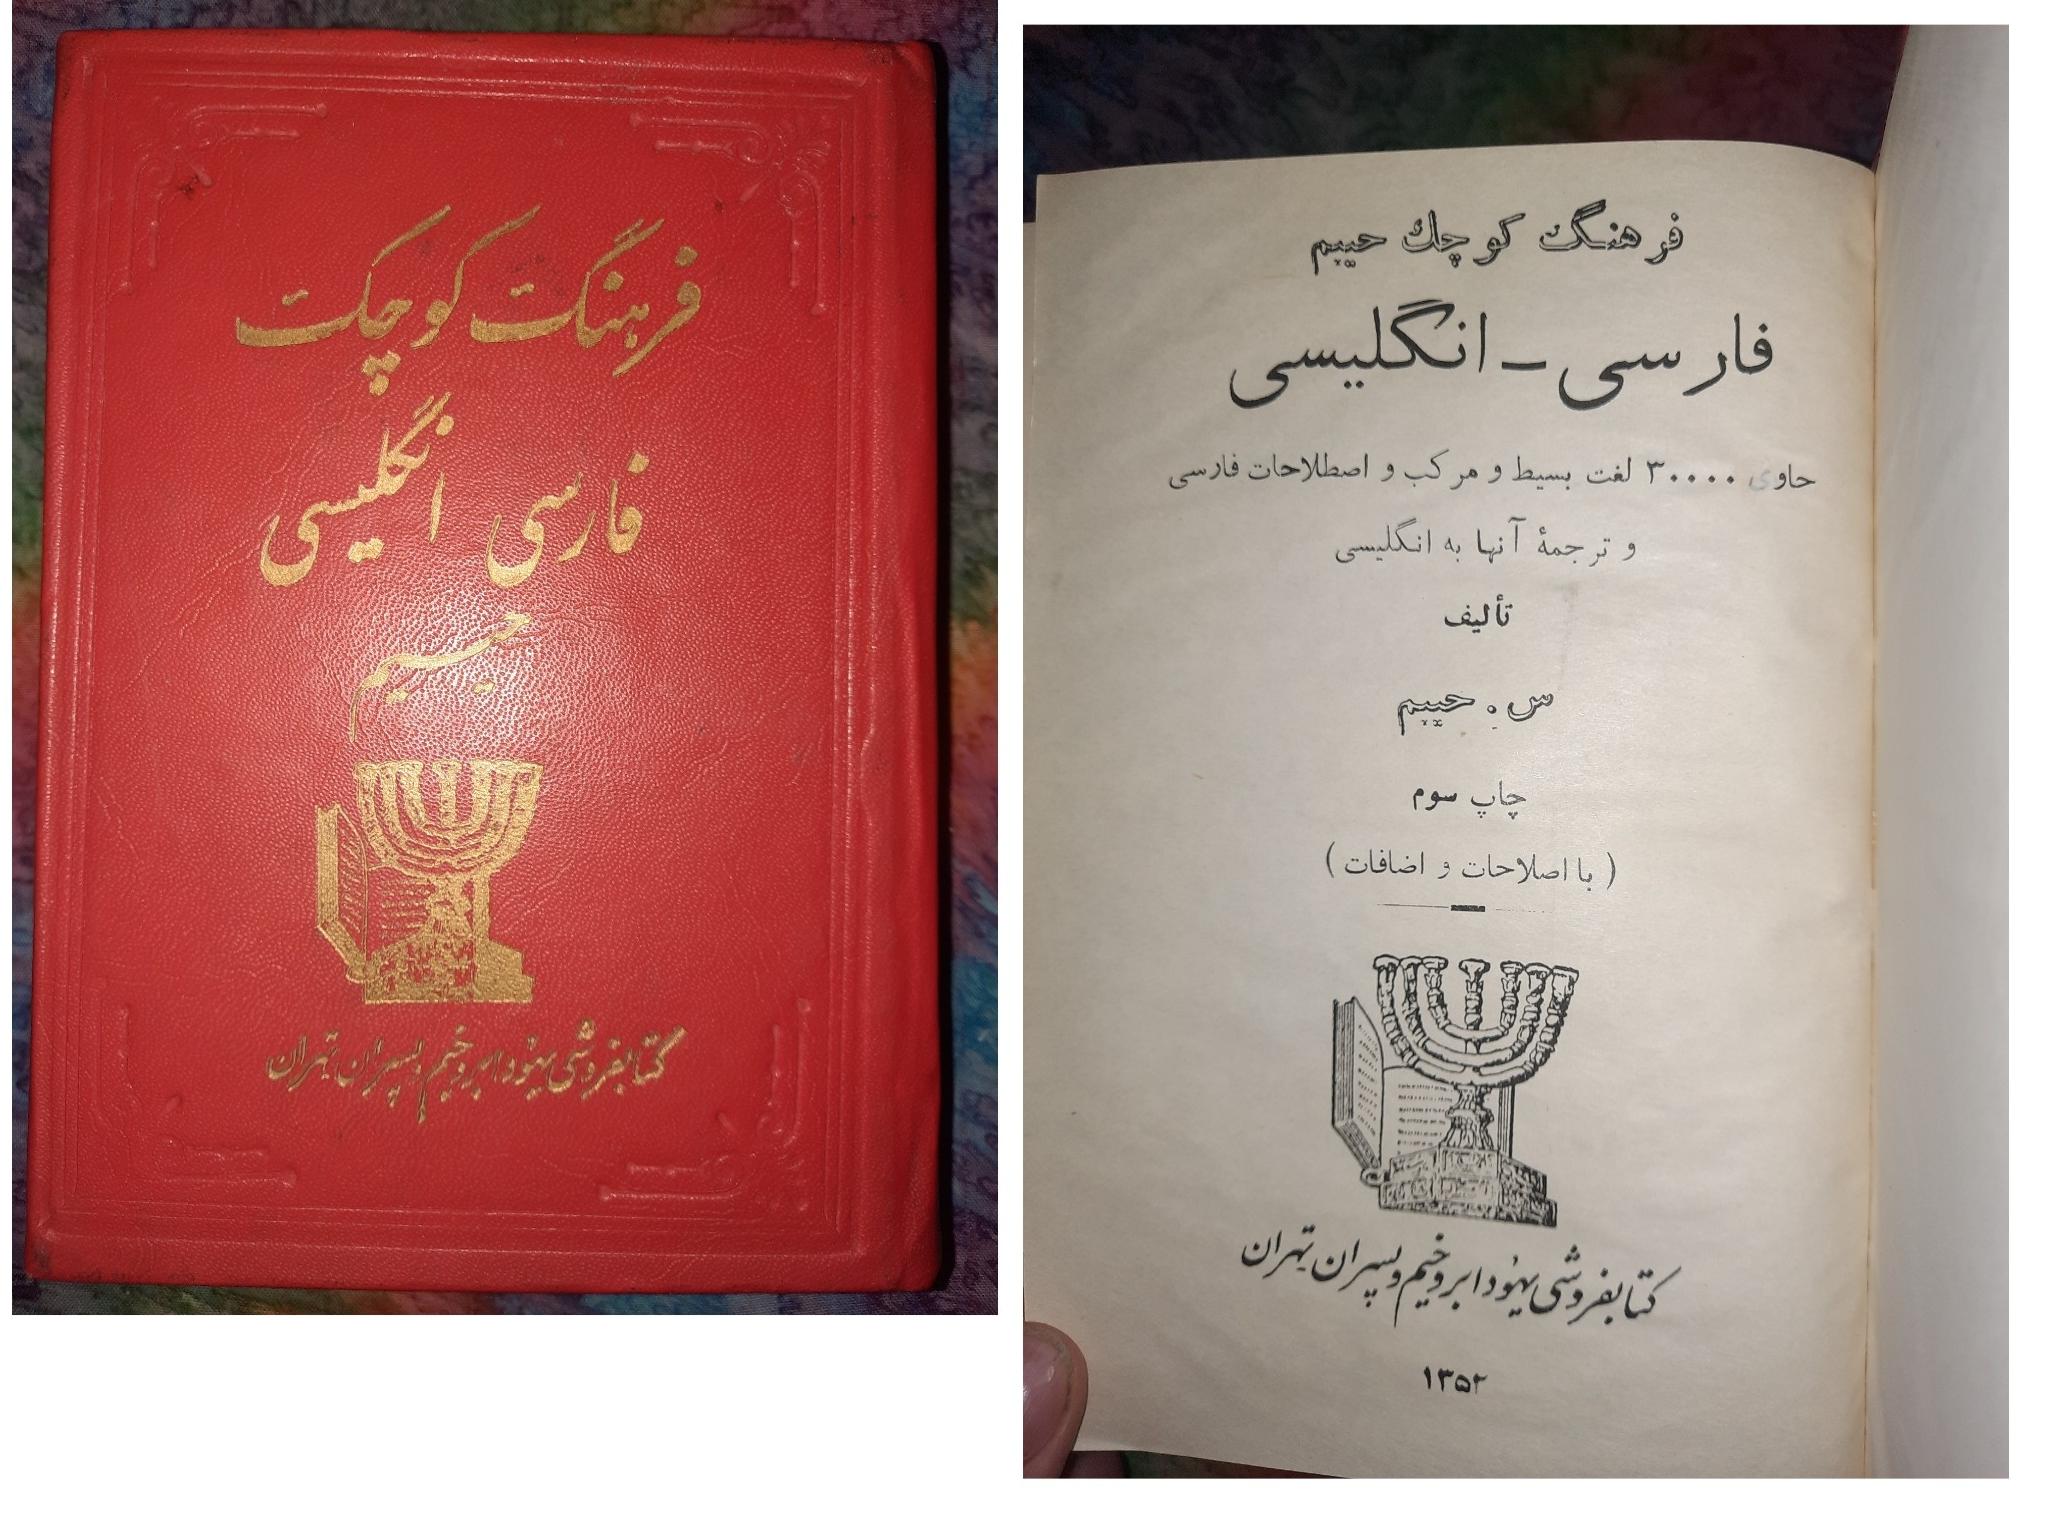 فرهنگ کوچک
فارسی انگلیسی
حییم
کتابفروشی یهودا بروخیم و پسران تهران
فرهنگ كوچك حییم
فارسی - انگلیسی
حاوی ۳۰۰۰۰ لغت بسیط و مرکب و اصطلاحات فارسی
و ترجمهٔ آنها به انگلیسی
تألیف
س . حییم
چاپ سوم
( با اصلاحات و اضافات )
کتابفروشی یهودا بروخیم و پسران تهران
۱۳۵۲